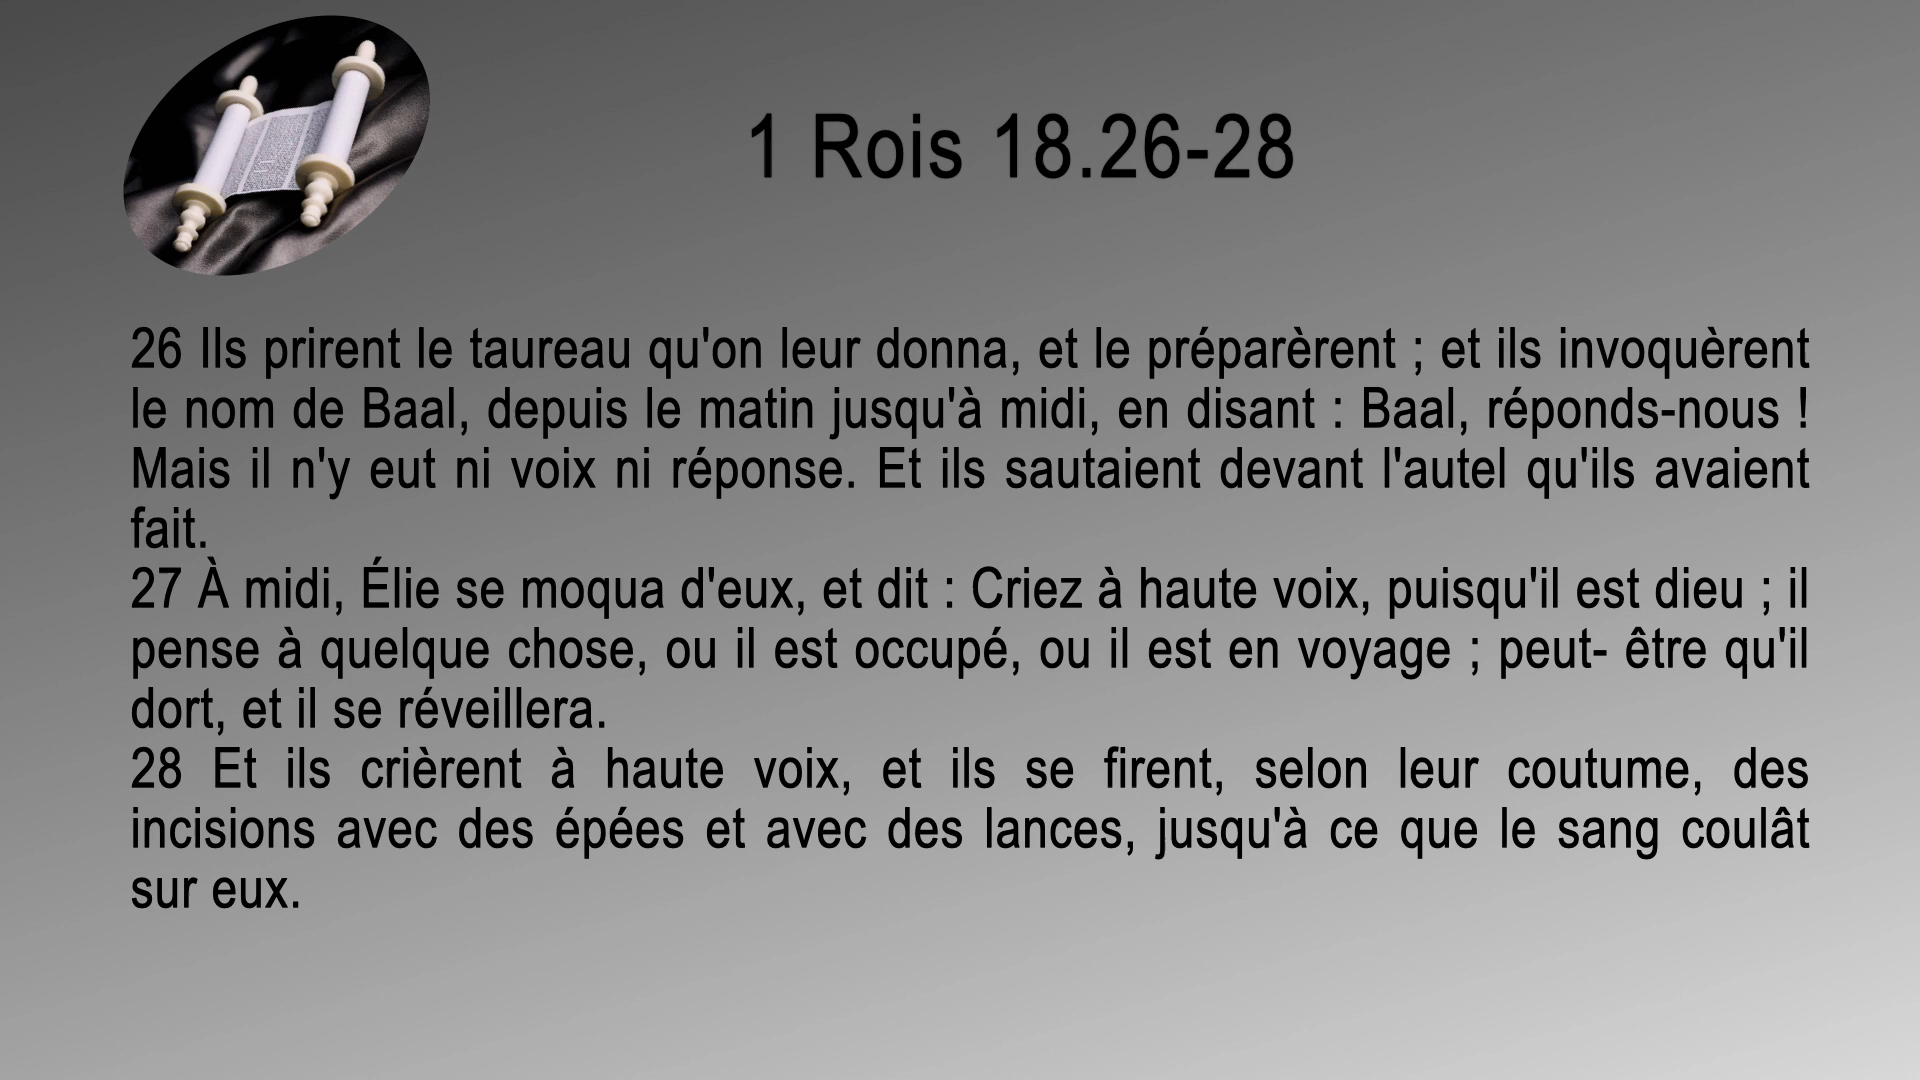 1 Rois 18.26-28
26 Ils prirent le taureau qu'on leur donna, et le préparèrent ; et ils invoquèrent
le nom de Baal, depuis le matin jusqu'à midi, en disant : Baal, réponds-nous !
Mais il n'y eut ni voix ni réponse. Et ils sautaient devant l'autel qu'ils avaient
fait.
27 À midi, Élie se moqua d'eux, et dit : Criez à haute voix, puisqu'il est dieu ; il
pense à quelque chose, ou il est occupé, ou il est en voyage ; peut- être qu'il
dort, et il se réveillera.
28 Et ils crièrent à haute voix, et ils se firent, selon leur coutume, des
incisions avec des épées et avec des lances, jusqu'à ce que le sang coulât
sur eux.